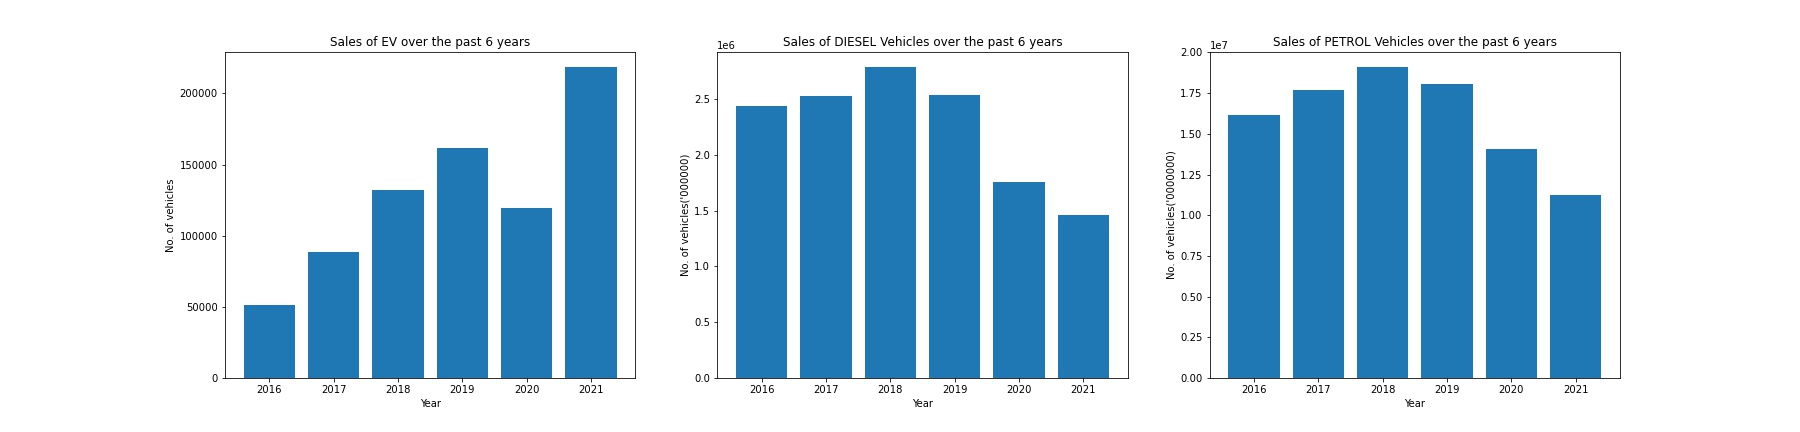 Sales of EV over the past 6 years
No. of vehicles
200000
150000
100000
50000
0
2016 2017 2018 2019 2020 2021
Year
Sales of DIESEL Vehicles over the past 6 years
1e6
No. of vehicles('0000000)
2.5
2.0
1.5
1.0
0.5
0.0
2016 2017 2018 2019 2020 2021
Year
Sales of PETROL Vehicles over the past 6 years
1e7
No. of vehicles('00000000)
2.00
1.75
1.50
1.25
1.00
0.75
0.50
0.25
0.00
2016 2017 2018 2019 2020 2021
Year